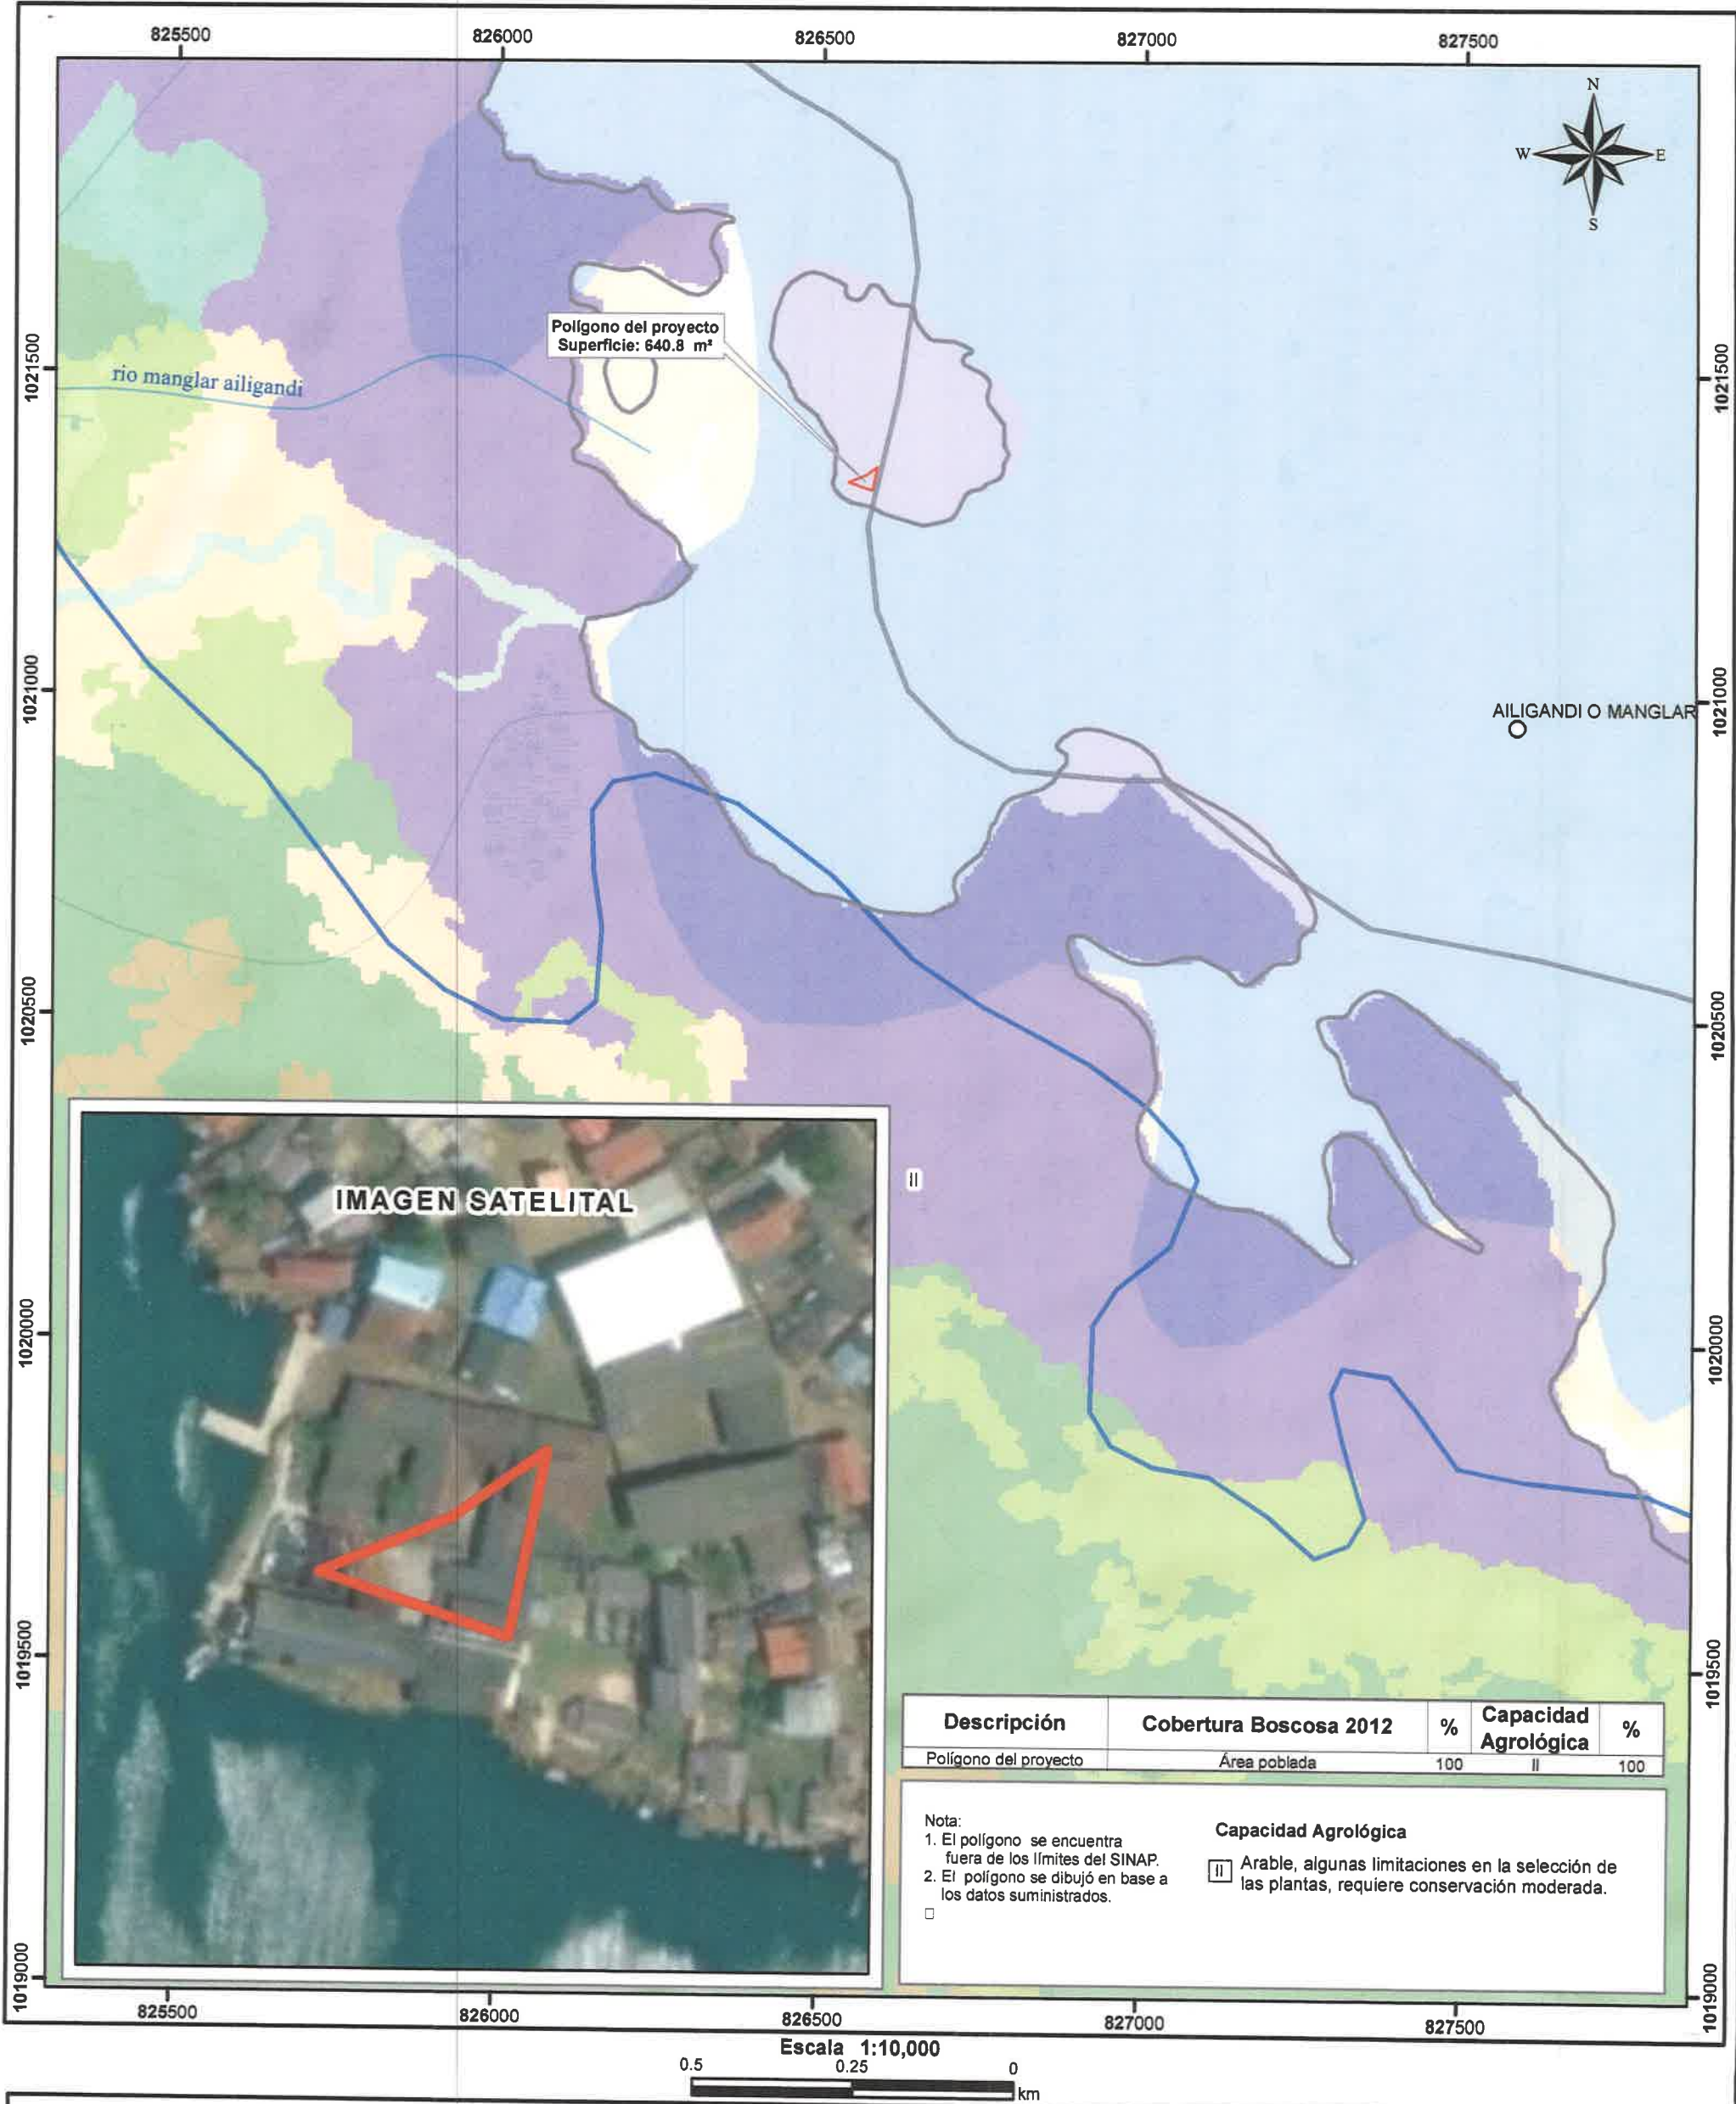 825500
826000
826500
827000
827500
N
W
E
S
Polígono del proyecto
Superficie: 640.8 m²
1021500
1021500
rio manglar ailigandi
1021000
1021000
AILIGANDI O MANGLAR
1020500
1020500
IMAGEN SATELITAL
II
1020000
1020000
1019500
1019500
Descripción Cobertura Boscosa 2012 % Capacidad Agrológica %
Polígono del proyecto Área poblada 100 II 100
Nota:
1. El polígono se encuentra
fuera de los límites del SINAP.
2. El polígono se dibujó en base a
los datos suministrados.
Capacidad Agrológica
II Arable, algunas limitaciones en la selección de
las plantas, requiere conservación moderada.
1019000
1019000
825500
826000
826500
827000
827500
Escala 1:10,000
0.5 0.25 0
km